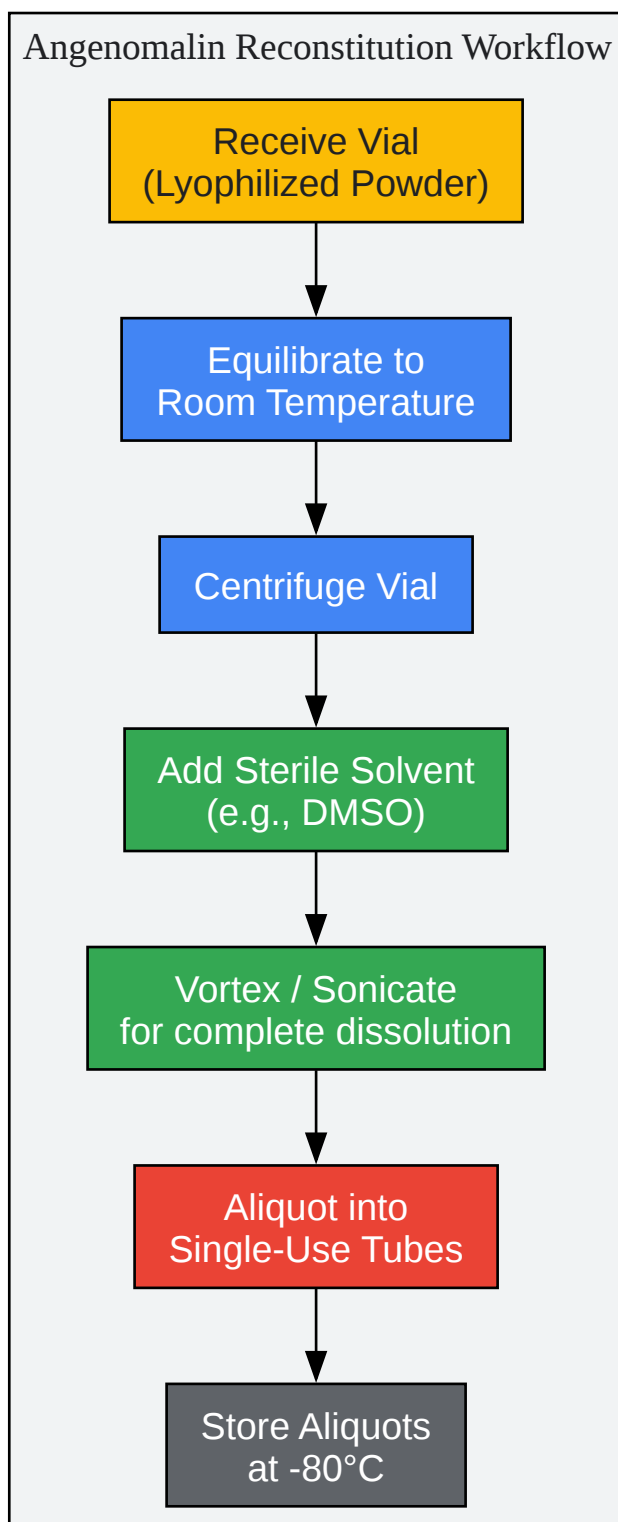 Angenomalin Reconstitution Workflow
Receive Vial
(Lyophilized Powder)
Equilibrate to
Room Temperature
Centrifuge Vial
Add Sterile Solvent
(e.g., DMSO)
Vortex / Sonicate
for complete dissolution
Aliquot into
Single-Use Tubes
Store Aliquots
at -80°C